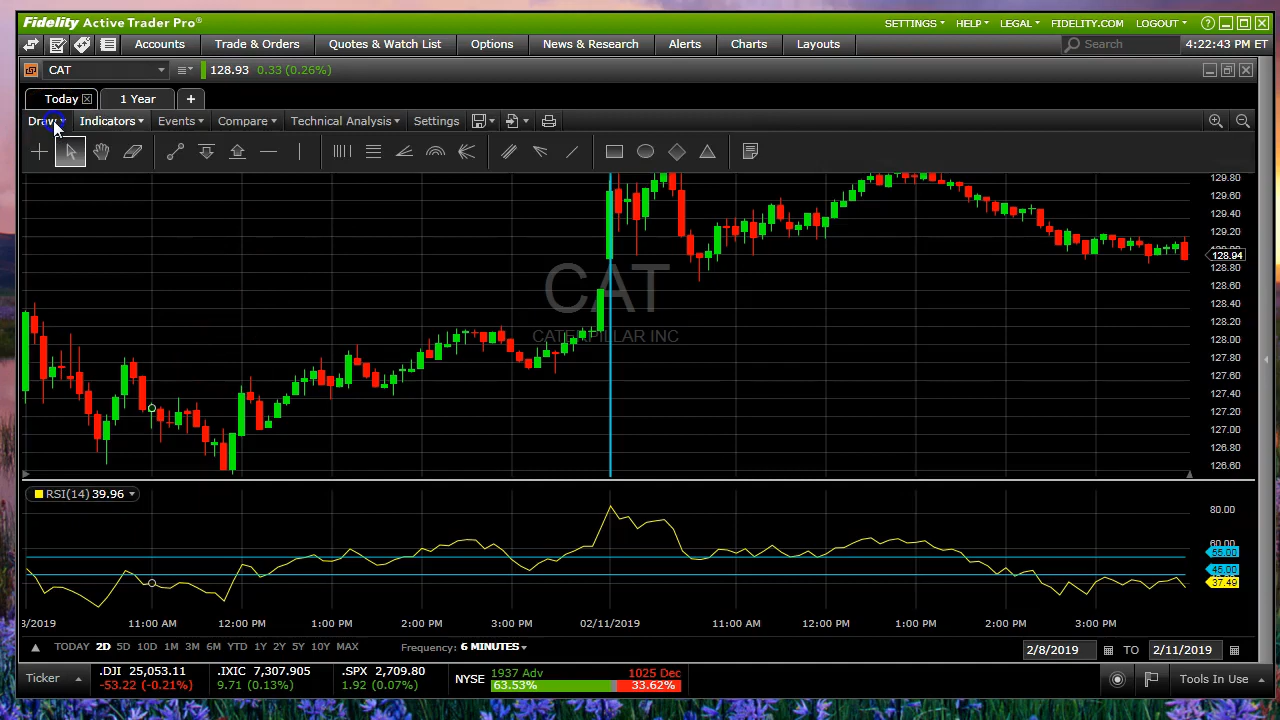 Fidelity Active Trader Pro®
SETTINGS HELP LEGAL FIDELITY.COM LOGOUT ?
Accounts Trade & Orders Quotes & Watch List Options News & Research Alerts Charts Layouts Search 4:22:43 PM ET
CAT 128.93 0.33 (0.26%)
Today 1 Year +
Draw Indicators Events Compare Technical Analysis Settings
129.80
129.60
129.40
129.20
128.94
128.80
128.60
128.40
128.20
128.00
127.80
127.60
127.40
127.20
127.00
126.80
126.60
CAT
CATERPILLAR INC
RSI(14) 39.96
80.00
60.00
55.00
45.00
37.49
3/2019 11:00 AM 12:00 PM 1:00 PM 2:00 PM 3:00 PM 02/11/2019 11:00 AM 12:00 PM 1:00 PM 2:00 PM 3:00 PM
TODAY 2D 5D 10D 1M 3M 6M YTD 1Y 2Y 5Y 10Y MAX Frequency: 6 MINUTES 2/8/2019 TO 2/11/2019
Ticker .DJI 25,053.11 .IXIC 7,307.905 .SPX 2,709.80 NYSE 1937 Adv 1025 Dec Tools In Use
-53.22 (-0.21%) 9.71 (0.13%) 1.92 (0.07%) 63.53% 33.62%